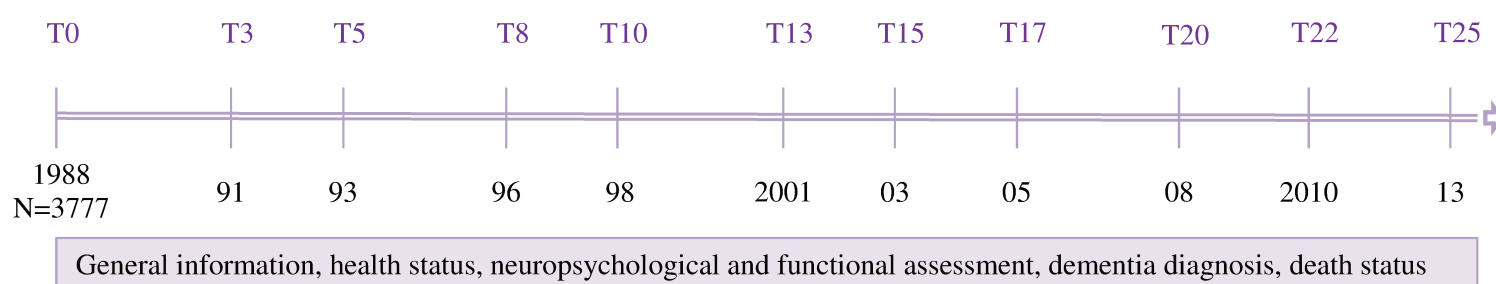 T0 T3 T5 T8 T10 T13 T15 T17 T20 T22 T25
1988 91 93 96 98 2001 03 05 08 2010 13
N=3777
General information, health status, neuropsychological and functional assessment, dementia diagnosis, death status